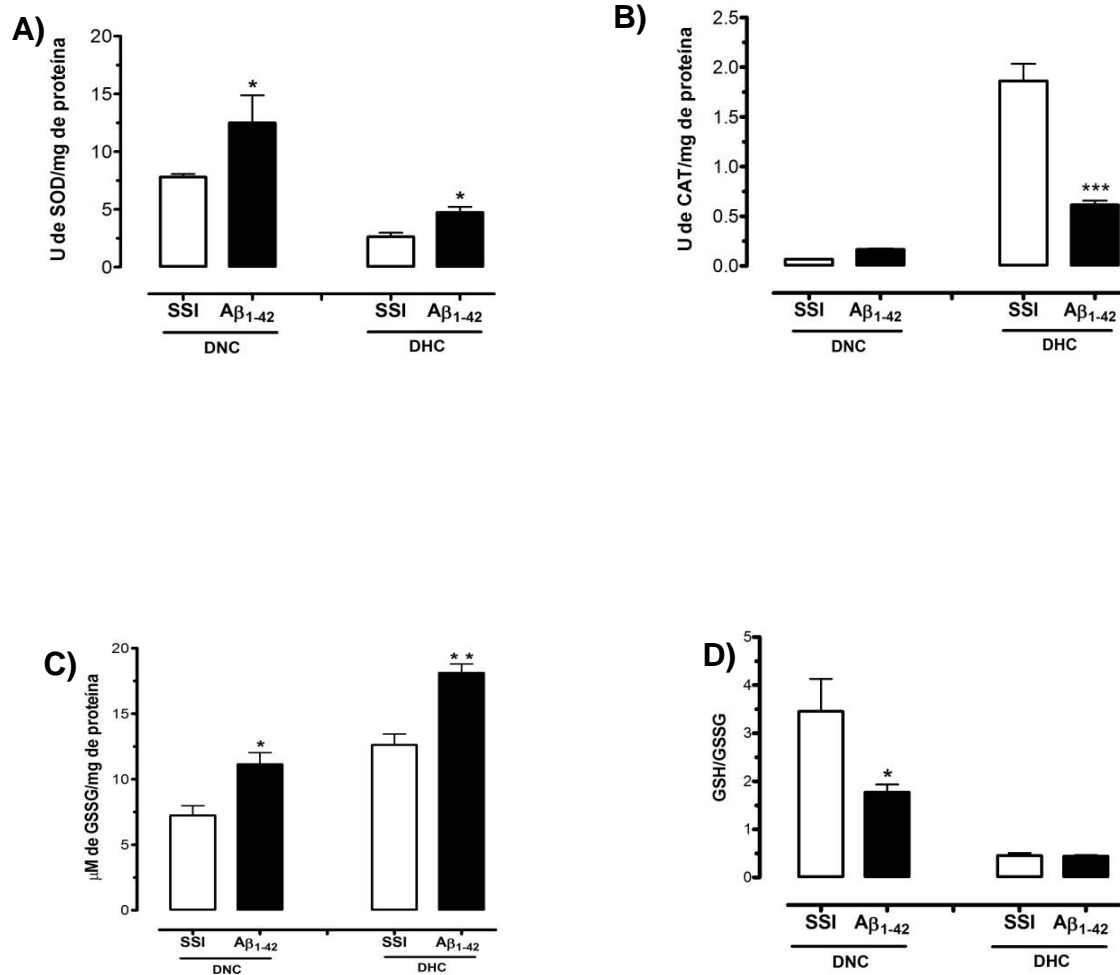 A)
U de SOD/mg de proteína
20
15
10
5
0
*
*
SSI Aβ1-42 SSI Aβ1-42
DNC DHC
B)
U de CAT/mg de proteína
2.5
2.0
1.5
1.0
0.5
0.0
***
SSI Aβ1-42 SSI Aβ1-42
DNC DHC
C)
µM de GSSG/mg de proteína
20
15
10
5
0
*
**
SSI Aβ1-42 SSI Aβ1-42
DNC DHC
D)
GSH/GSSG
5
4
3
2
1
0
*
SSI Aβ1-42 SSI Aβ1-42
DNC DHC